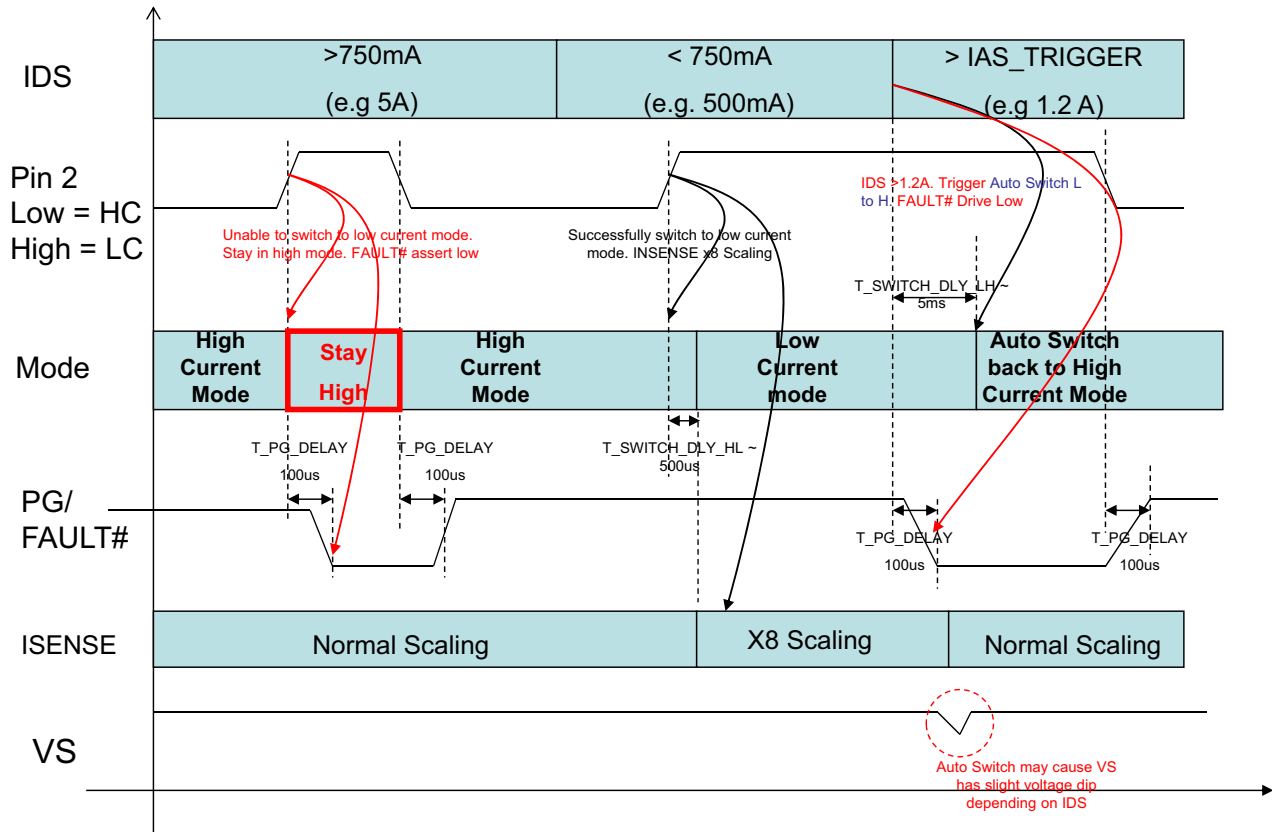 IDS
>750mA
(e.g 5A)
< 750mA
(e.g. 500mA)
> IAS_TRIGGER
(e.g 1.2 A)
Pin 2
Low = HC
High = LC
Unable to switch to low current mode.
Stay in high mode. FAULT# assert low
Successfully switch to low current
mode. INSENSE x8 Scaling
IDS >1.2A. Trigger Auto Switch L
to H. FAULT# Drive Low
T_SWITCH_DLY_LH ~
5ms
Mode
High
Current
Mode
Stay
High
High
Current
Mode
Low
Current
mode
Auto Switch
back to High
Current Mode
T_PG_DELAY
100us
T_PG_DELAY
100us
T_SWITCH_DLY_HL ~
500us
PG/
FAULT#
T_PG_DELAY
100us
T_PG_DELAY
100us
ISENSE
Normal Scaling
X8 Scaling
Normal Scaling
VS
Auto Switch may cause VS
has slight voltage dip
depending on IDS